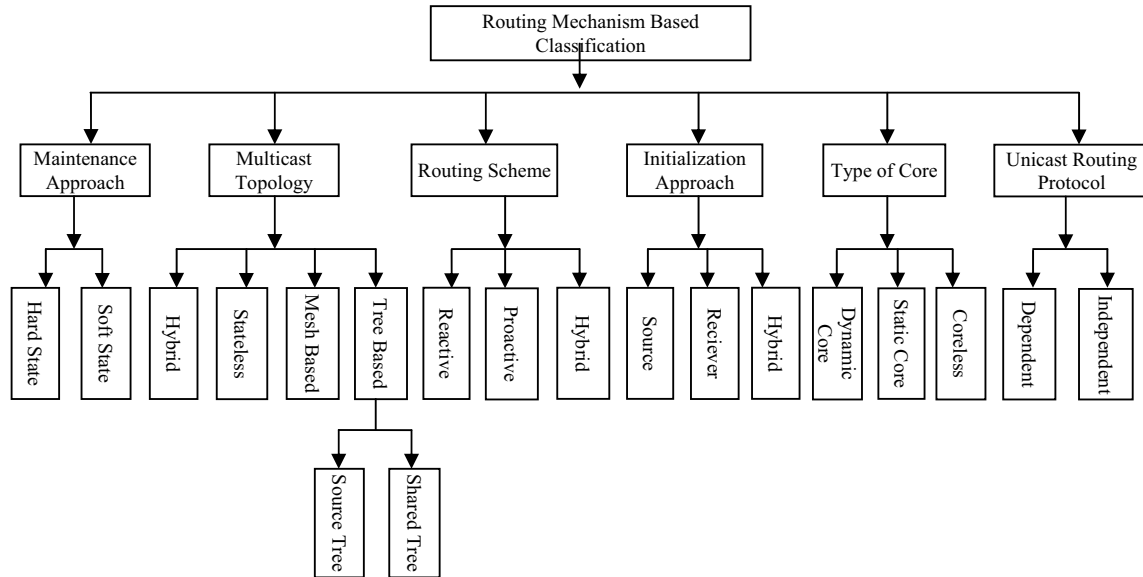 Routing Mechanism Based
Classification
Maintenance
Approach
Multicast
Topology
Routing Scheme
Initialization
Approach
Type of Core
Unicast Routing
Protocol
Hard State
Soft State
Hybrid
Stateless
Mesh Based
Tree Based
Reactive
Proactive
Hybrid
Source
Reciever
Hybrid
Dynamic
Core
Static Core
Coreless
Dependent
Independent
Source Tree
Shared Tree